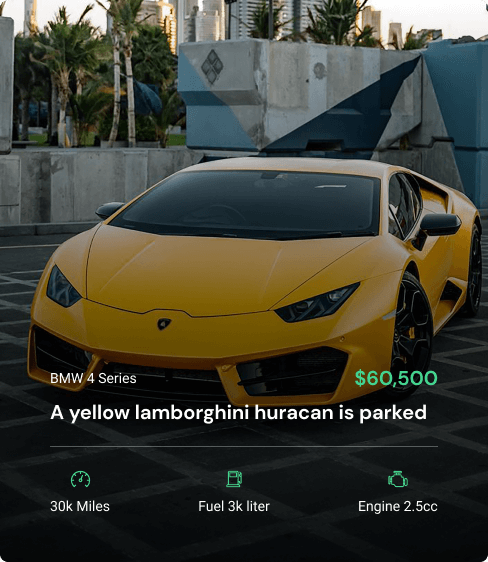 BMW 4 Series
$60,500
A yellow lamborghini huracan is parked
30k Miles
Fuel 3k liter
Engine 2.5cc